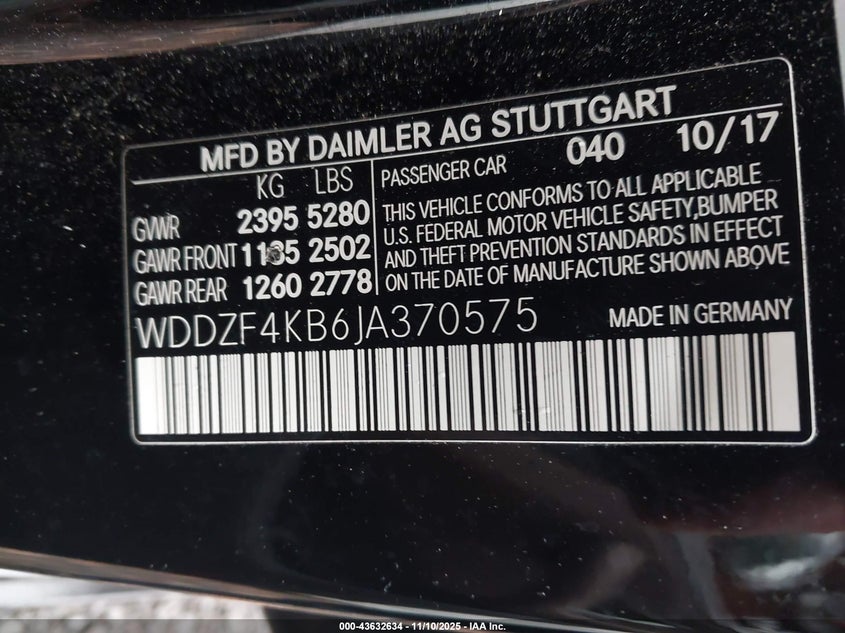 MFD BY DAIMLER AG STUTTGART
KG LBS
GVWR 2395 5280
GAWR FRONT 1135 2502
GAWR REAR 1260 2778
PASSENGER CAR 040 10/17
THIS VEHICLE CONFORMS TO ALL APPLICABLE
U.S. FEDERAL MOTOR VEHICLE SAFETY,BUMPER
AND THEFT PREVENTION STANDARDS IN EFFECT
ON THE DATE OF MANUFACTURE SHOWN ABOVE
WDDZF4KB6JA370575 MADE IN GERMANY
000-43632634 - 11/10/2025 - IAA Inc.